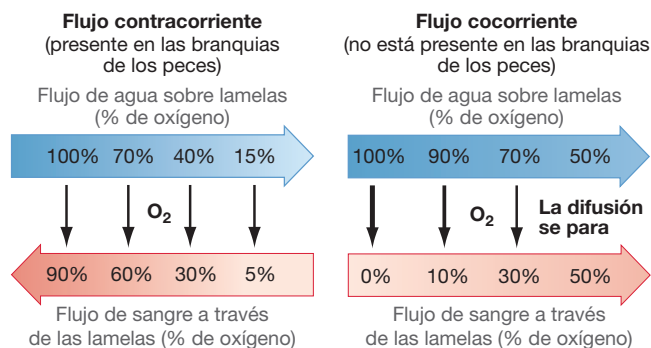 Flujo contracorriente
(presente en las branquias
de los peces)
Flujo de agua sobre lamelas
(% de oxígeno)
100% 70% 40% 15%
O₂
90% 60% 30% 5%
Flujo de sangre a través
de las lamelas (% de oxígeno)
Flujo cocorriente
(no está presente en las branquias
de los peces)
Flujo de agua sobre lamelas
(% de oxígeno)
100% 90% 70% 50%
O₂
La difusión
se para
0% 10% 30% 50%
Flujo de sangre a través
de las lamelas (% de oxígeno)